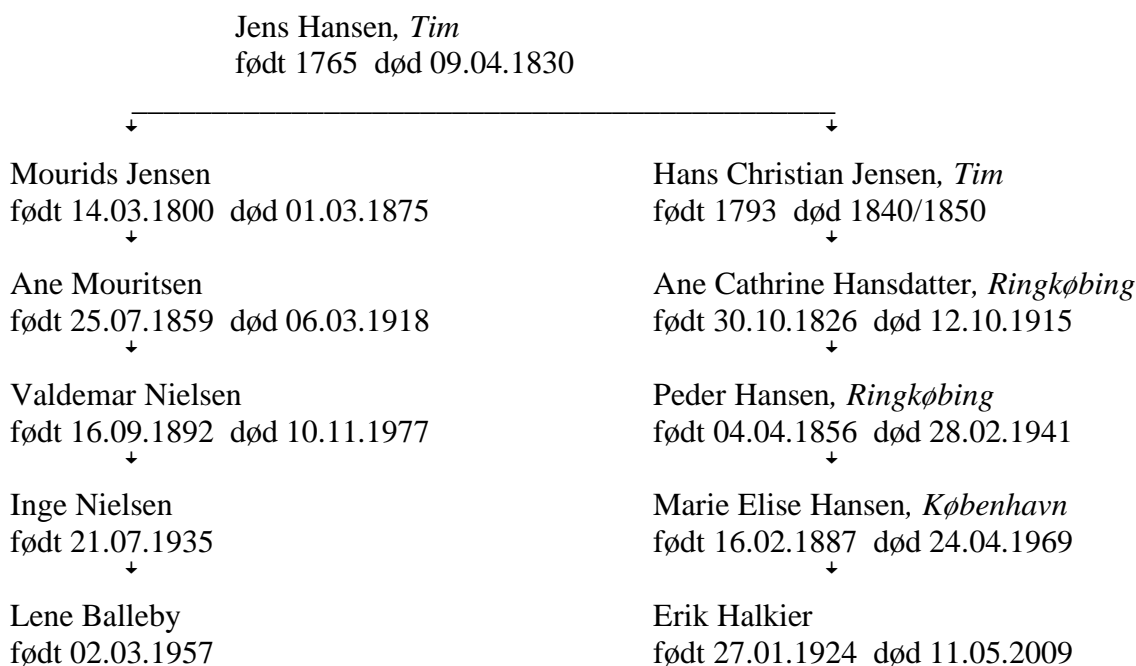 Jens Hansen, Tim
født 1765 død 09.04.1830
Mourids Jensen
født 14.03.1800 død 01.03.1875
Hans Christian Jensen, Tim
født 1793 død 1840/1850
Ane Mouritsen
født 25.07.1859 død 06.03.1918
Ane Cathrine Hansdatter, Ringkøbing
født 30.10.1826 død 12.10.1915
Valdemar Nielsen
født 16.09.1892 død 10.11.1977
Peder Hansen, Ringkøbing
født 04.04.1856 død 28.02.1941
Inge Nielsen
født 21.07.1935
Marie Elise Hansen, København
født 16.02.1887 død 24.04.1969
Lene Balleby
født 02.03.1957
Erik Halkier
født 27.01.1924 død 11.05.2009